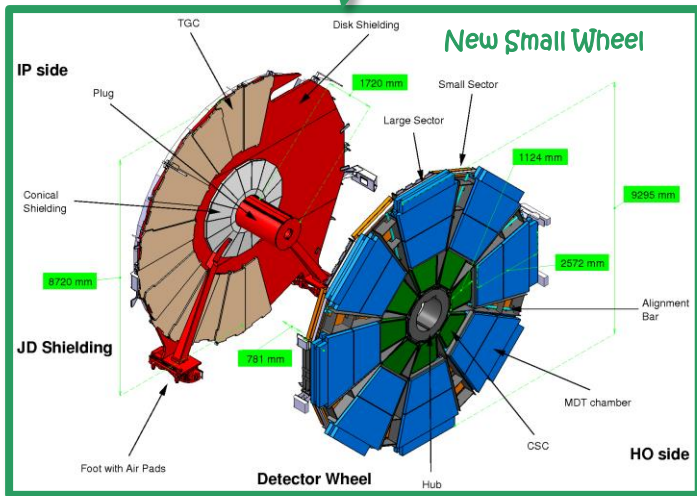 New Small Wheel
TGC
Disk Shielding
IP side
1720 mm
Small Sector
Plug
Large Sector
1124 mm
9295 mm
Conical
Shielding
2572 mm
8720 mm
Alignment
Bar
JD Shielding
781 mm
MDT chamber
CSC
HO side
Foot with Air Pads
Detector Wheel
Hub